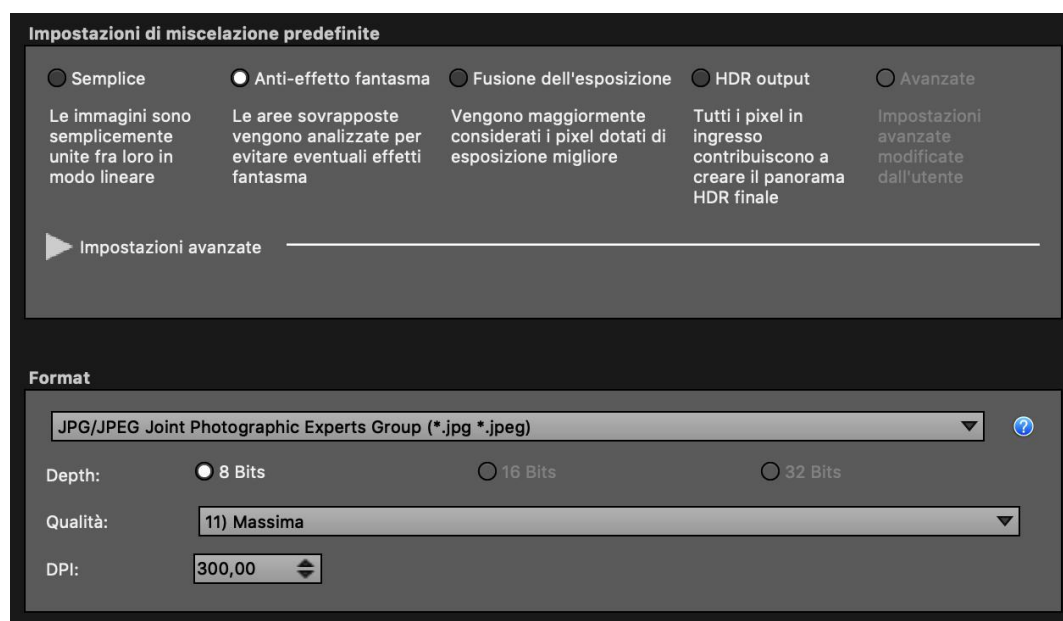 Impostazioni di miscelazione predefinite
Semplice
Anti-effetto fantasma
Fusione dell'esposizione
HDR output
Avanzate
Le immagini sono
semplicemente
unite fra loro in
modo lineare
Le aree sovrapposte
vengono analizzate per
evitare eventuali effetti
fantasma
Vengono maggiormente
considerati i pixel dotati di
esposizione migliore
Tutti i pixel in
ingresso
contribuiscono a
creare il panorama
HDR finale
Impostazioni
avanzate
modificate
dall'utente
Impostazioni avanzate
Format
JPG/JPEG Joint Photographic Experts Group (*.jpg *.jpeg)
?
Depth:
8 Bits
16 Bits
32 Bits
Qualità:
11) Massima
DPI:
300,00